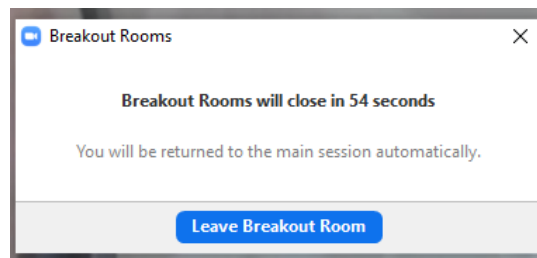 Breakout Rooms
Breakout Rooms will close in 54 seconds
You will be returned to the main session automatically.
Leave Breakout Room